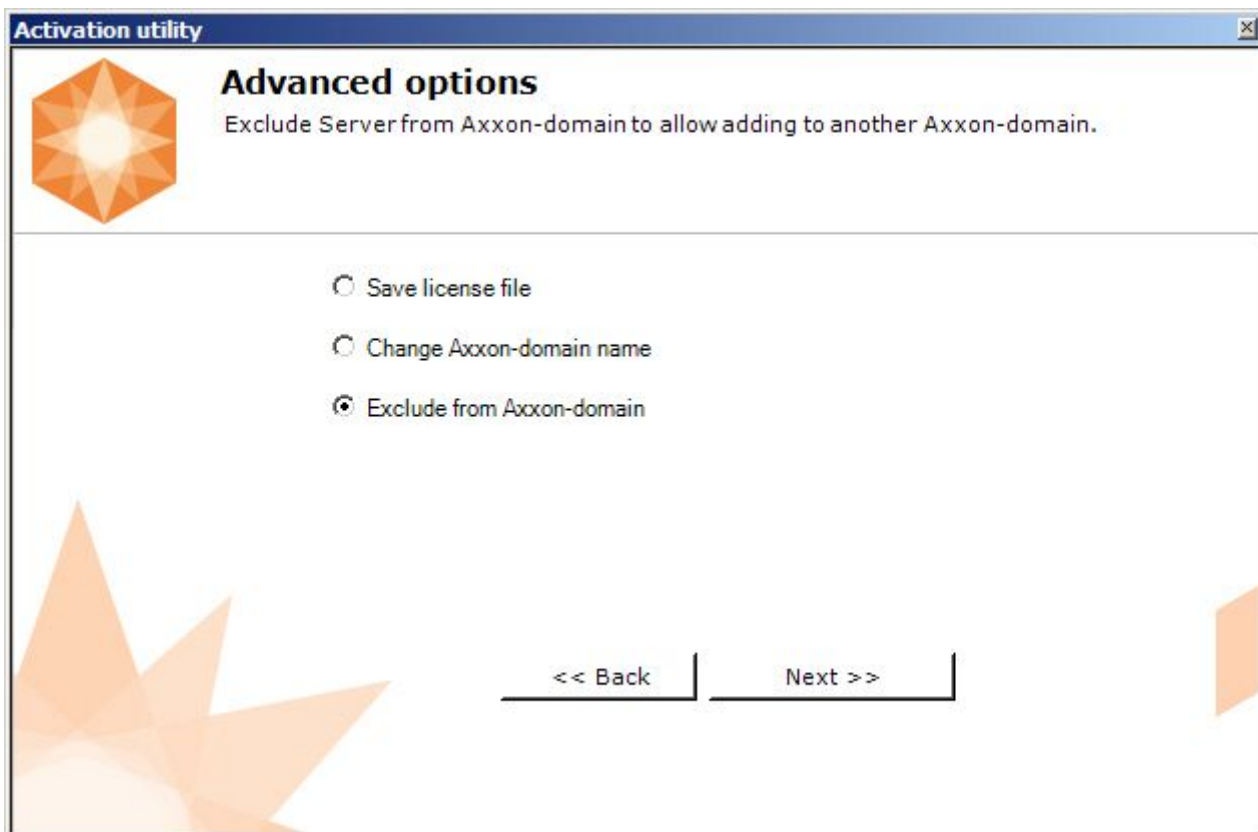 Activation utility
Advanced options
Exclude Server from Axxon-domain to allow adding to another Axxon-domain.
Save license file
Change Axxon-domain name
Exclude from Axxon-domain
<< Back
Next >>